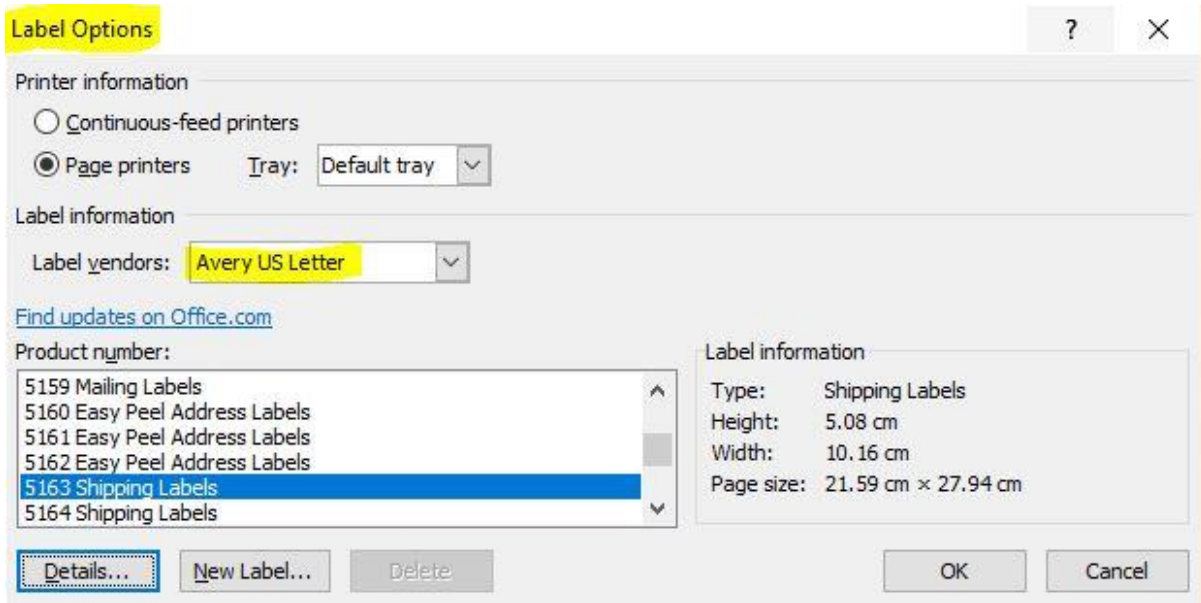 Label Options ?
Printer information
Continuous-feed printers
Page printers Tray: Default tray
Label information
Label vendors: Avery US Letter
Find updates on Office.com
Product number:
5159 Mailing Labels
5160 Easy Peel Address Labels
5161 Easy Peel Address Labels
5162 Easy Peel Address Labels
5163 Shipping Labels
5164 Shipping Labels
Label information
Type: Shipping Labels
Height: 5.08 cm
Width: 10.16 cm
Page size: 21.59 cm × 27.94 cm
Details... New Label... Delete OK Cancel